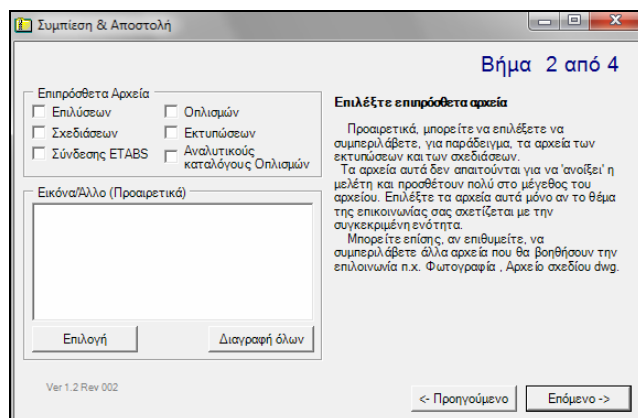 Συμπίεση & Αποστολή
Βήμα 2 από 4
Επιπρόσθετα Αρχεία
Επιλύσεων
Οπλισμών
Σχεδιάσεων
Εκτυπώσεων
Σύνδεσης ETABS
Αναλυτικούς
καταλόγους Οπλισμών
Εικόνα/Άλλο (Προαιρετικά)
Επιλογή
Διαγραφή όλων
Επιλέξτε επιπρόσθετα αρχεία
Προαιρετικά, μπορείτε να επιλέξετε να
συμπεριλάβετε, για παράδειγμα, τα αρχεία των
εκτυπώσεων και των σχεδιάσεων.
Τα αρχεία αυτά δεν απαιτούνται για να 'ανοίξει' η
μελέτη και προσθέτουν πολύ στο μέγεθος του
αρχείου. Επιλέξτε τα αρχεία αυτά μόνο αν το θέμα
της επικοινωνίας σας σχετίζεται με την
συγκεκριμένη ενότητα.
Μπορείτε επίσης, αν επιθυμείτε, να
συμπεριλάβετε άλλα αρχεία που θα βοηθήσουν την
επιλοινωνία π.χ. Φωτογραφία , Αρχείο σχεδίου dwg.
Ver 1.2 Rev 002
<- Προηγούμενο
Επόμενο ->